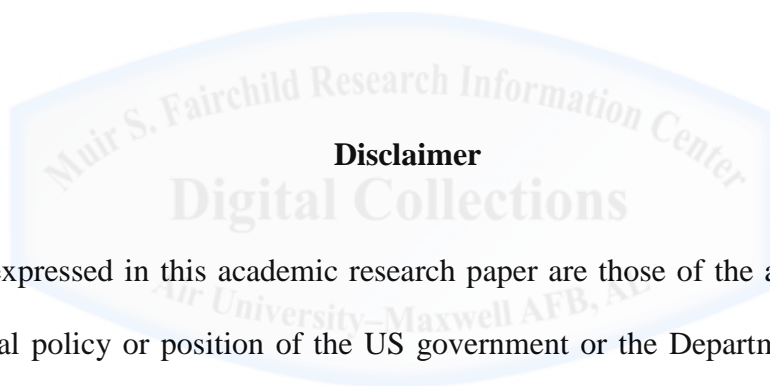 Muir S. Fairchild Research Information Center
Disclaimer
Digital Collections
expressed in this academic research paper are those of the a
Air University–Maxwell AFB, AL
al policy or position of the US government or the Departm